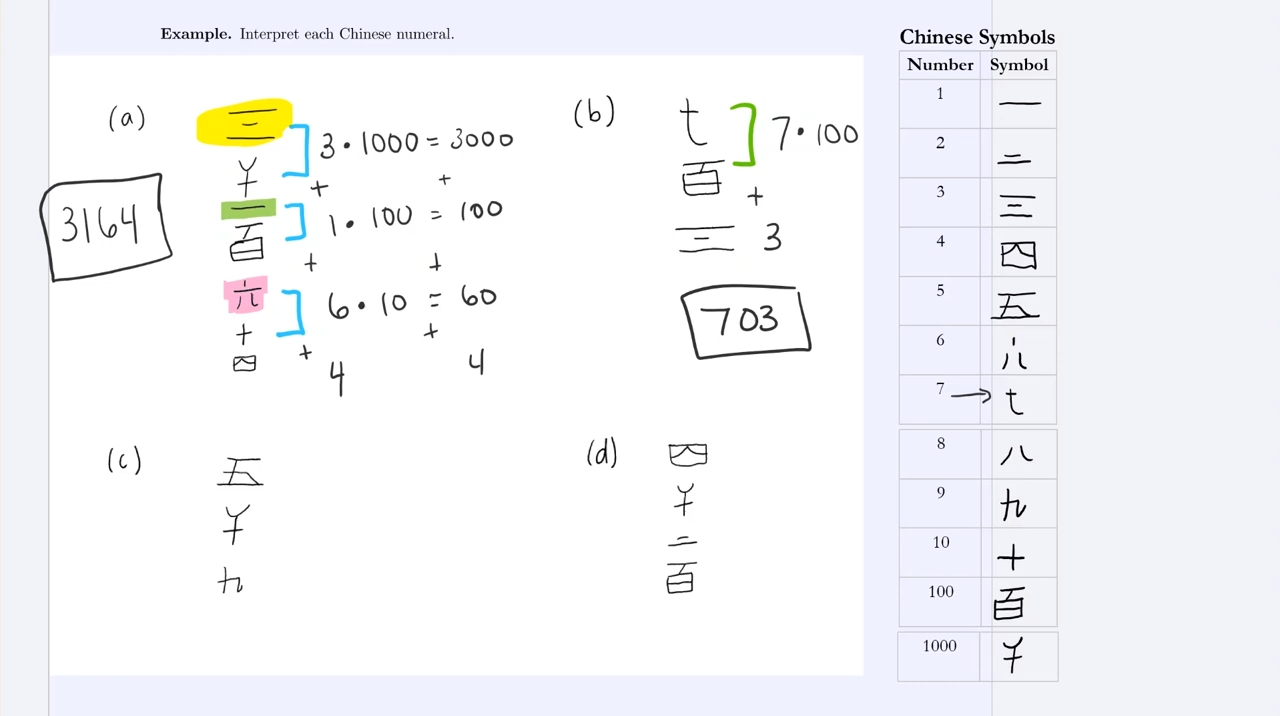 Example. Interpret each Chinese numeral.
(a)
三
千
一
百
六
十
四
3 · 1000 = 3000
+ +
1 · 100 = 100
+ +
6 · 10 = 60
+ +
4 4
3164
(b)
七
百
三
7 · 100
+
3
703
(c)
五
千
九
(d)
四
千
二
百
Chinese Symbols
Number Symbol
1 一
2 二
3 三
4 四
5 五
6 六
7 → 七
8 八
9 九
10 十
100 百
1000 千